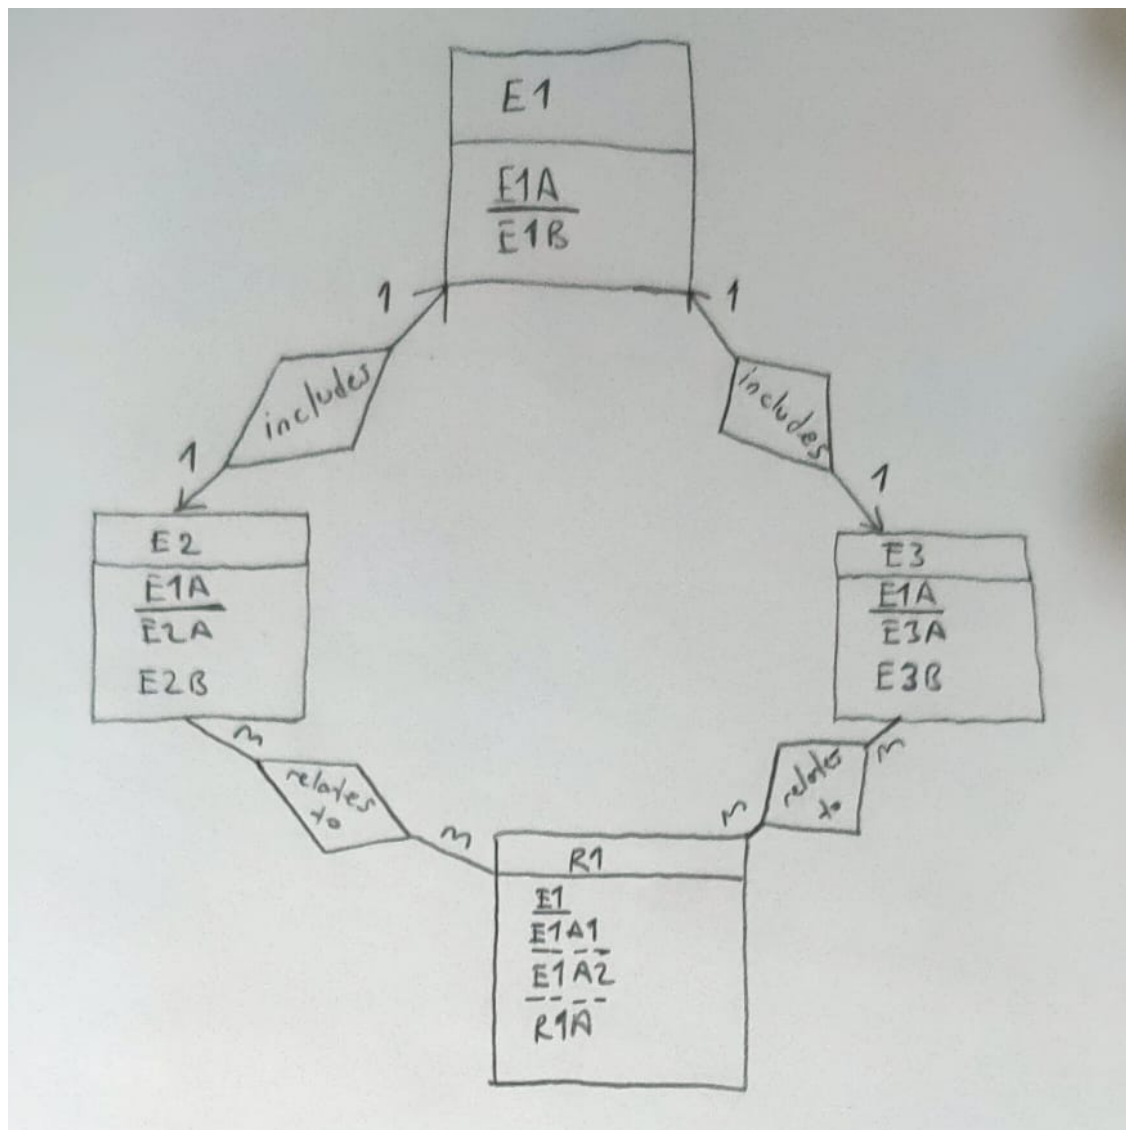 E1
E1A
E1B
1
1
includes
includes
1
1
E2
E1A
E2A
E2B
E3
E1A
E3A
E3B
m
relates
to
m
m
relates
to
m
R1
E1
E1A1
E1A2
R1A